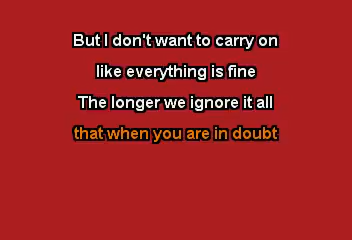 But I don't want to carry on
like everything is fine
The longer we ignore it all
that when you are in doubt